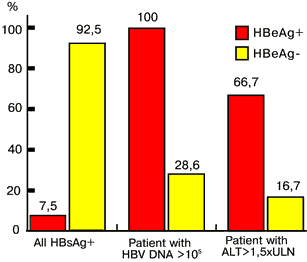 %
100
80
60
40
20
0
7,5
92,5
100
28,6
66,7
16,7
HBeAg+
HBeAg-
All HBsAg+
Patient with
HBV DNA >10⁵
Patient with
ALT>1,5xULN